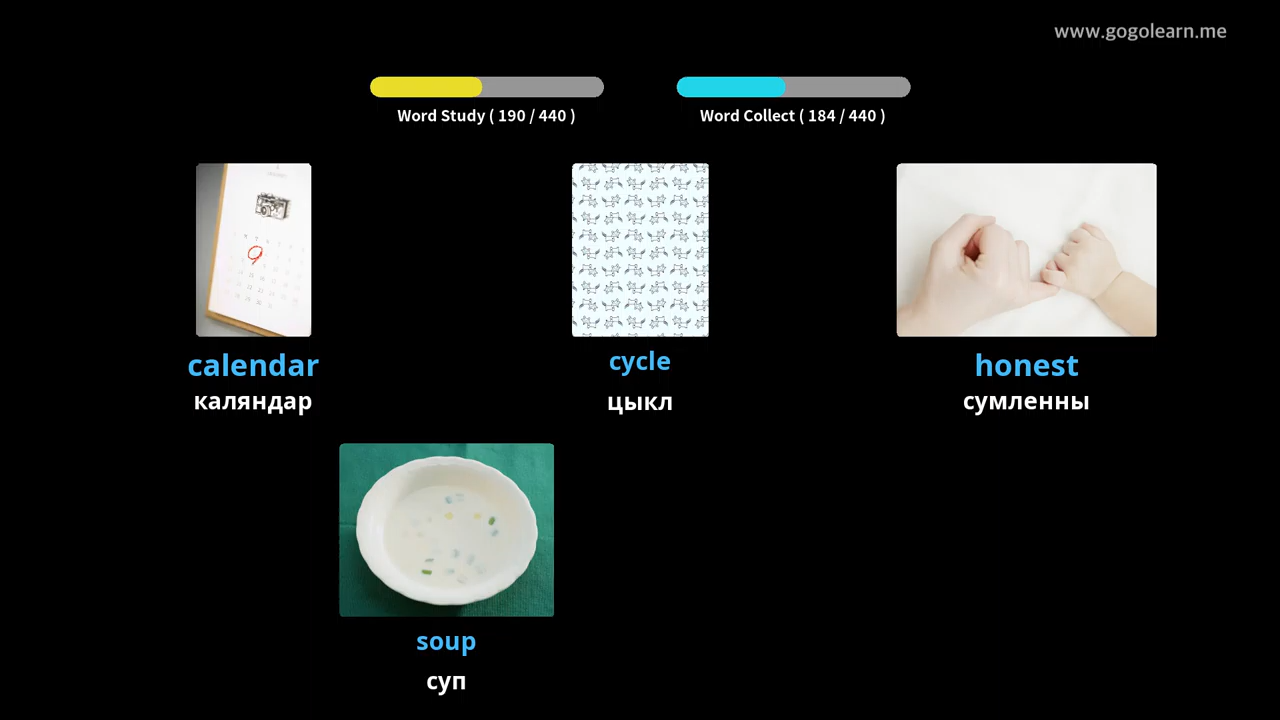 www.gogolearn.me
Word Study ( 190 / 440 )
Word Collect ( 184 / 440 )
calendar
каляндар
cycle
цыкл
honest
сумленны
soup
суп